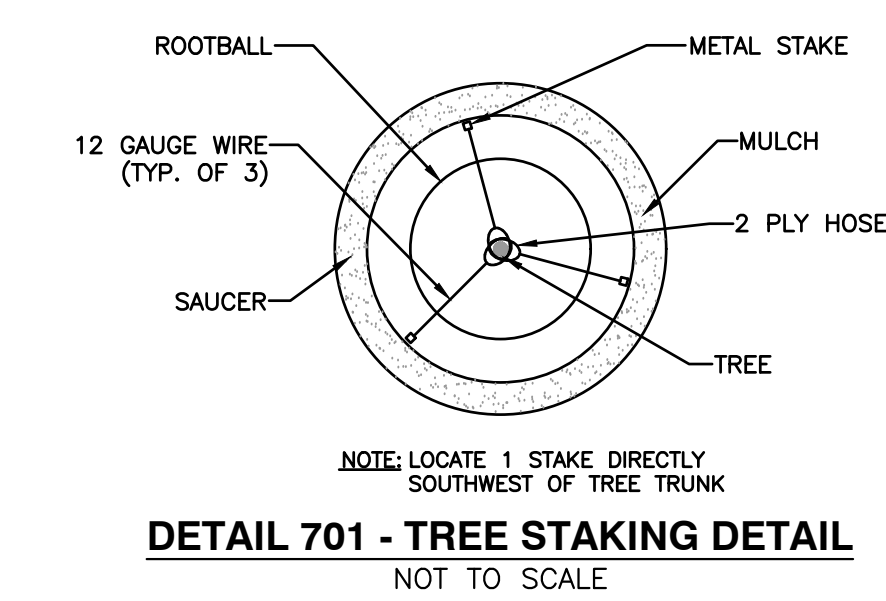 ROOTBALL
METAL STAKE
12 GAUGE WIRE
(TYP. OF 3)
MULCH
2 PLY HOSE
SAUCER
TREE
NOTE: LOCATE 1 STAKE DIRECTLY
SOUTHWEST OF TREE TRUNK
DETAIL 701 - TREE STAKING DETAIL
NOT TO SCALE